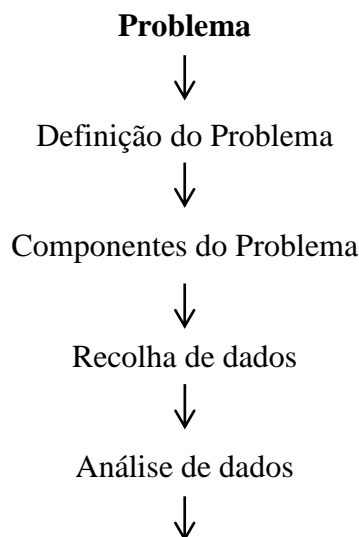 Problema
Definição do Problema
Componentes do Problema
Recolha de dados
Análise de dados